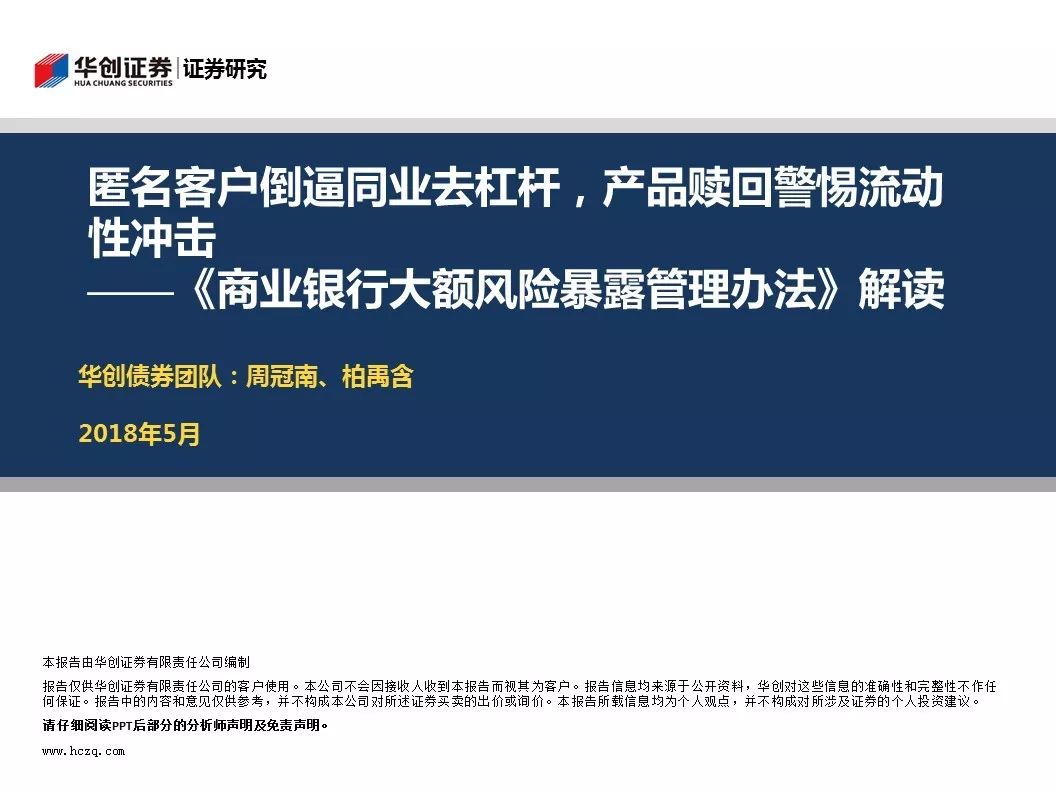 华创证券|证券研究
HUA CHUANG SECURITIES
匿名客户倒逼同业去杠杆，产品赎回警惕流动
性冲击
——《商业银行大额风险暴露管理办法》解读
华创债券团队：周冠南、柏禹含
2018年5月
本报告由华创证券有限责任公司编制
报告仅供华创证券有限责任公司的客户使用。本公司不会因接收人收到本报告而视其为客户。报告信息均来源于公开资料，华创对这些信息的准确性和完整性不作任
何保证。报告中的内容和意见仅供参考，并不构成本公司对所述证券买卖的出价或询价。本报告所载信息均为个人观点，并不构成对所涉及证券的个人投资建议。
请仔细阅读PPT后部分的分析师声明及免责声明。
www.hczq.com